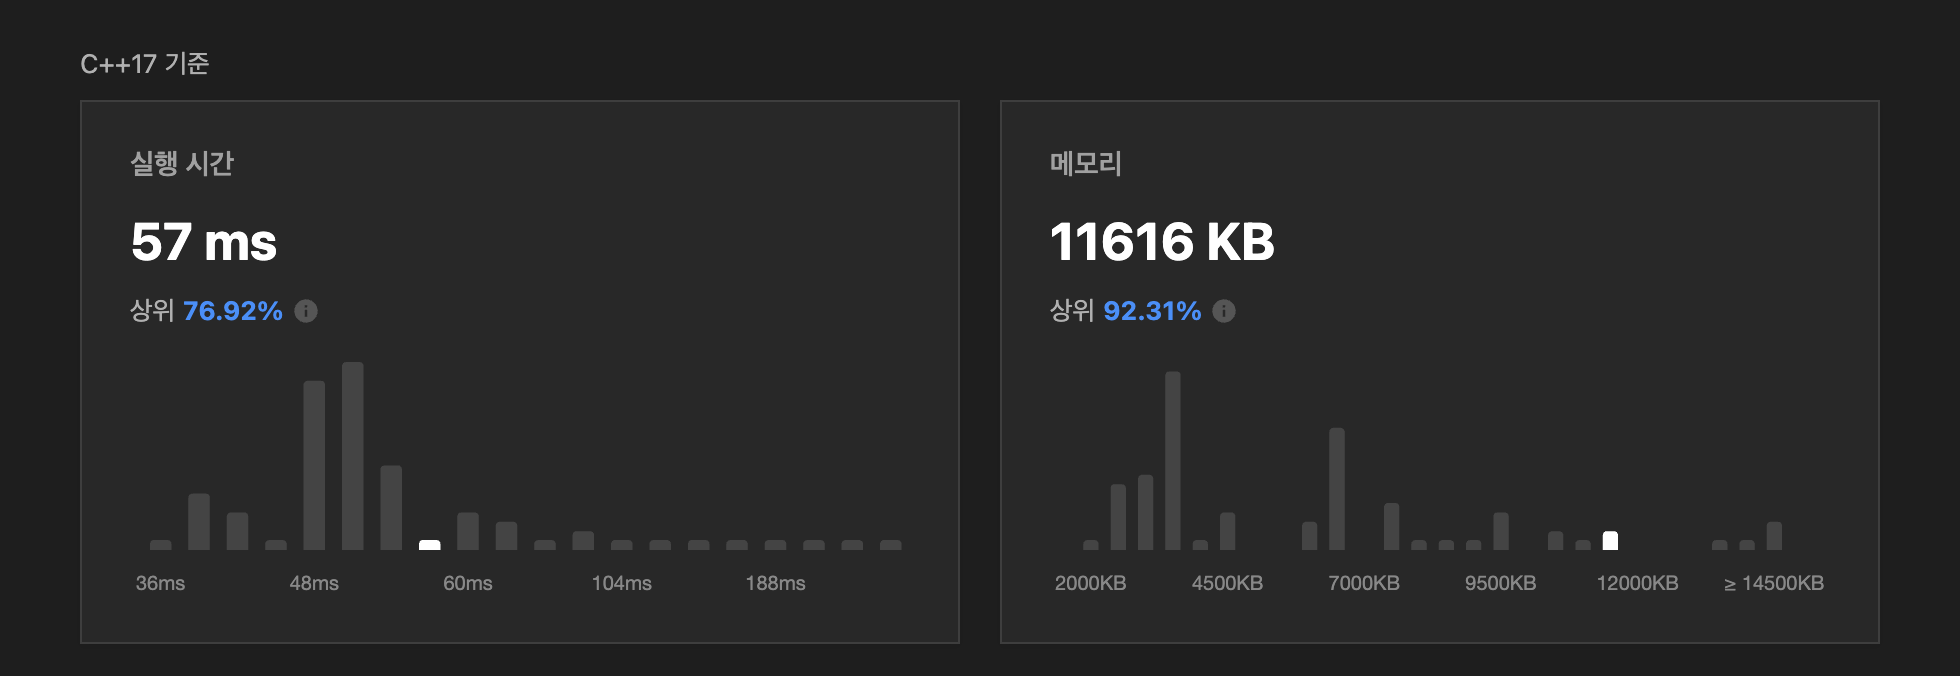 C++17 기준
실행 시간
57 ms
상위 76.92%
36ms 48ms 60ms 104ms 188ms
메모리
11616 KB
상위 92.31%
2000KB 4500KB 7000KB 9500KB 12000KB ≥ 14500KB